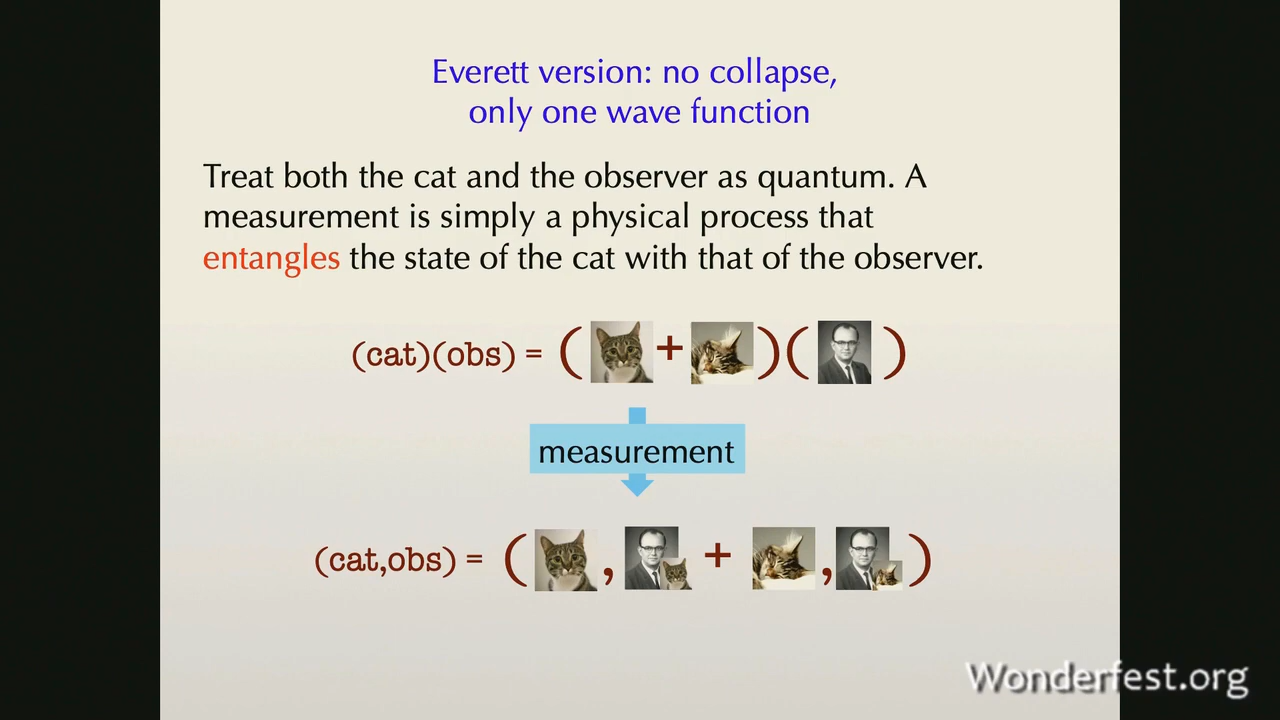 Everett version: no collapse,
only one wave function
Treat both the cat and the observer as quantum. A
measurement is simply a physical process that
entangles the state of the cat with that of the observer.
(cat)(obs) = ( + )( )
measurement
(cat,obs) = ( , + , )
Wonderfest.org